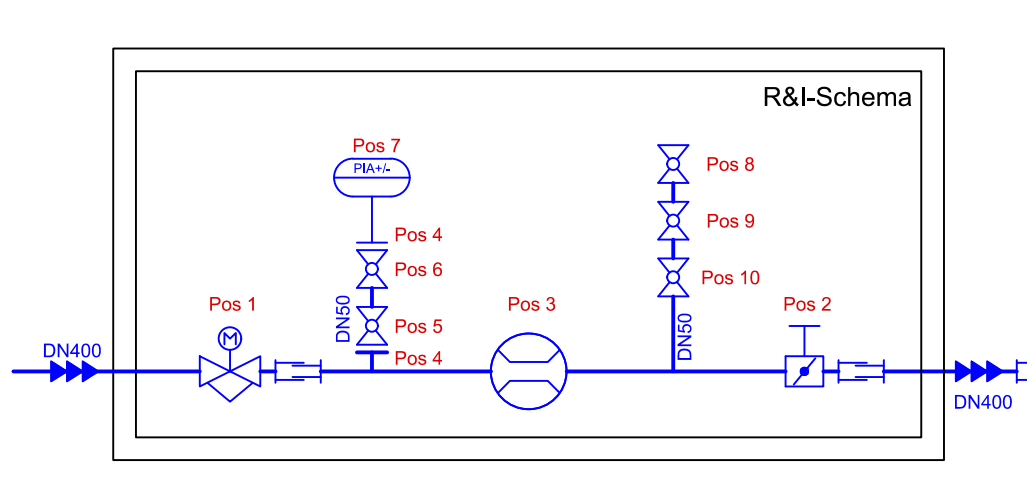 R&I-Schema
Pos 7
PIA+/-
Pos 8
Pos 9
Pos 4
Pos 6
Pos 10
Pos 1
Pos 3
Pos 2
DN50
Pos 5
DN50
M
DN400
Pos 4
DN400